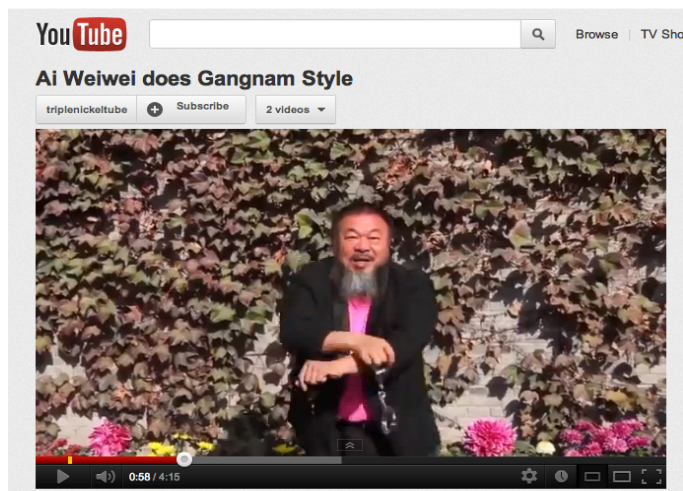 YouTube
Browse | TV Sho
Ai Weiwei does Gangnam Style
triplenickeltube Subscribe 2 videos
0:58 / 4:15